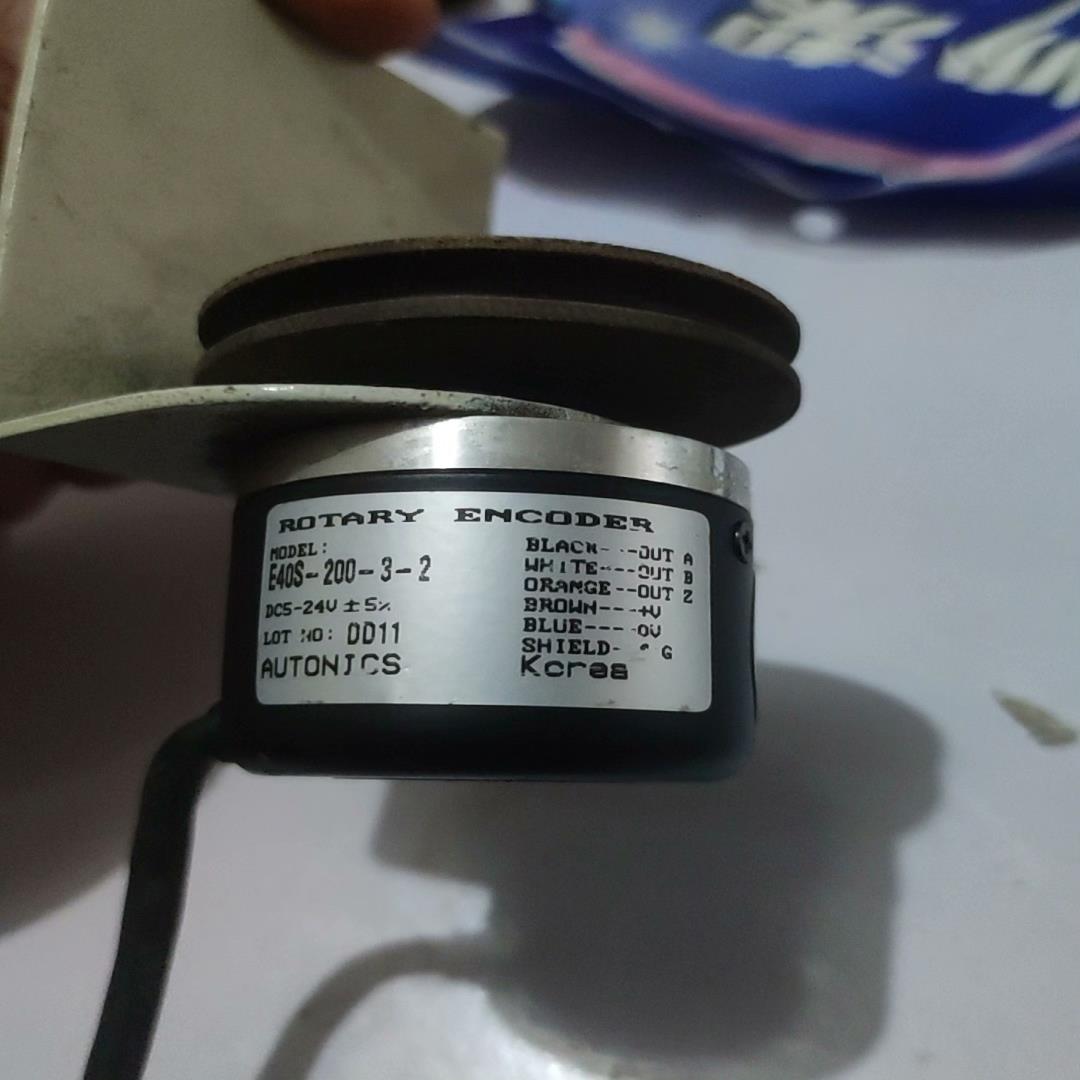 ROTARY ENCODER
MODEL:
E40S-200-3-2
DC5-24V ±5%
LOT NO: DD11
AUTONICS
BLACK---OUT A
WHITE---OUT B
ORANGE--OUT Z
BROWN---+V
BLUE-----0V
SHIELD- G
Korea